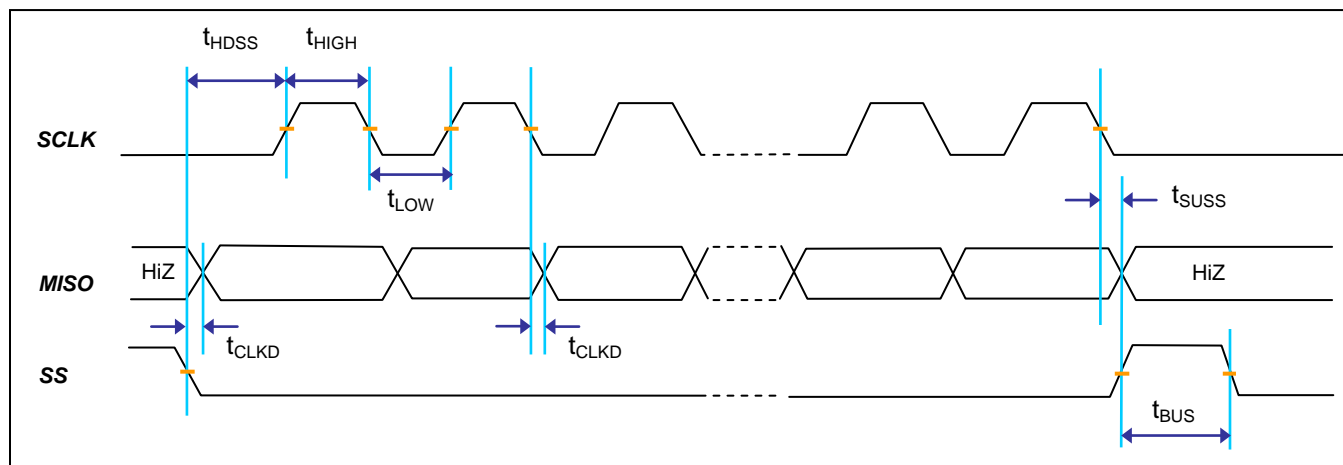 tHDSS tHIGH
SCLK
tLOW
tSUSS
HiZ HiZ
MISO
tCLKD tCLKD
SS
tBUS